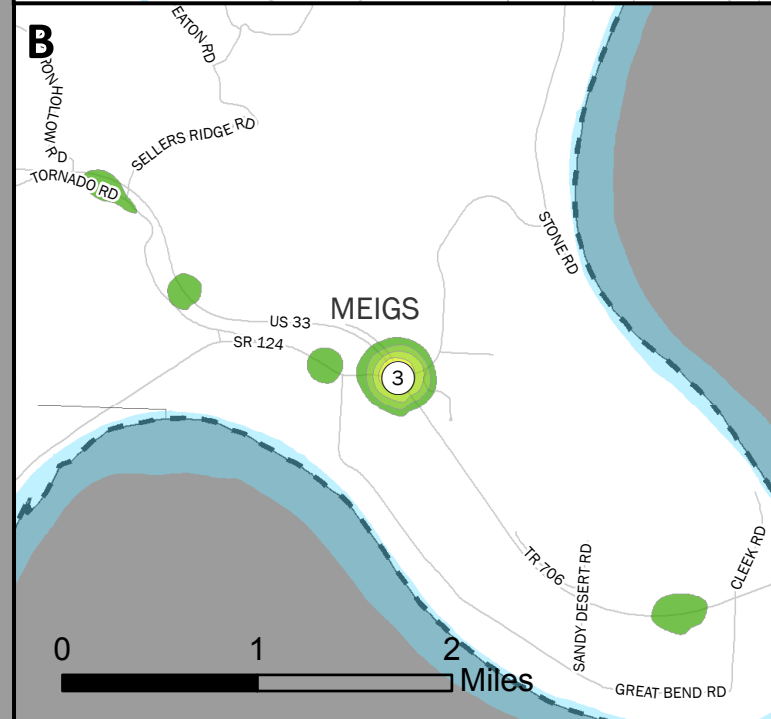 B
EATON RD
RON HOLLOW RD
SELLERS RIDGE RD
TORNADO RD
STONE RD
MEIGS
US 33
SR 124
3
TR 706
SANDY DESERT RD
CLEEK RD
GREAT BEND RD
0 1 2
Miles